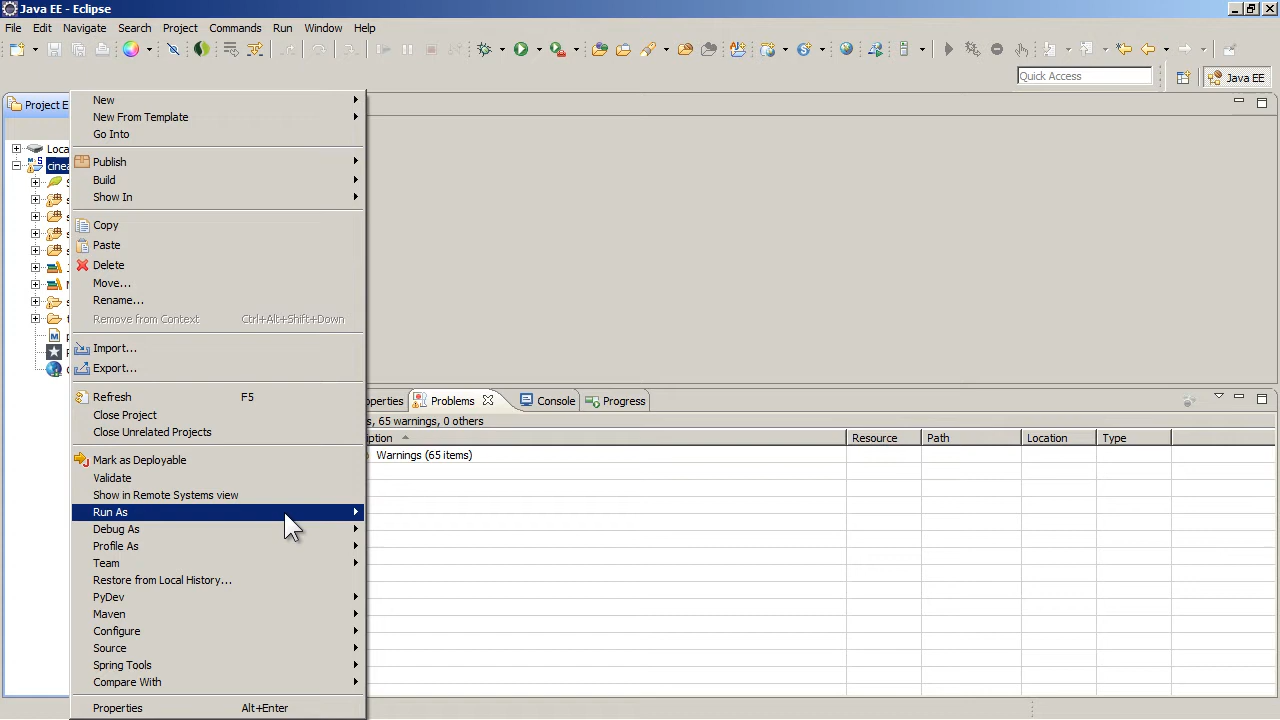 Java EE - Eclipse
File Edit Navigate Search Project Commands Run Window Help
Quick Access
Java EE
Project E
Loca
cinea
New
New From Template
Go Into
Publish
Build
Show In
Copy
Paste
Delete
Move...
Rename...
Remove from Context Ctrl+Alt+Shift+Down
Import...
Export...
Refresh F5
Close Project
Close Unrelated Projects
Mark as Deployable
Validate
Show in Remote Systems view
Run As
Debug As
Profile As
Team
Restore from Local History...
PyDev
Maven
Configure
Source
Spring Tools
Compare With
Properties Alt+Enter
operties Problems Console Progress
s, 65 warnings, 0 others
iption Resource Path Location Type
Warnings (65 items)